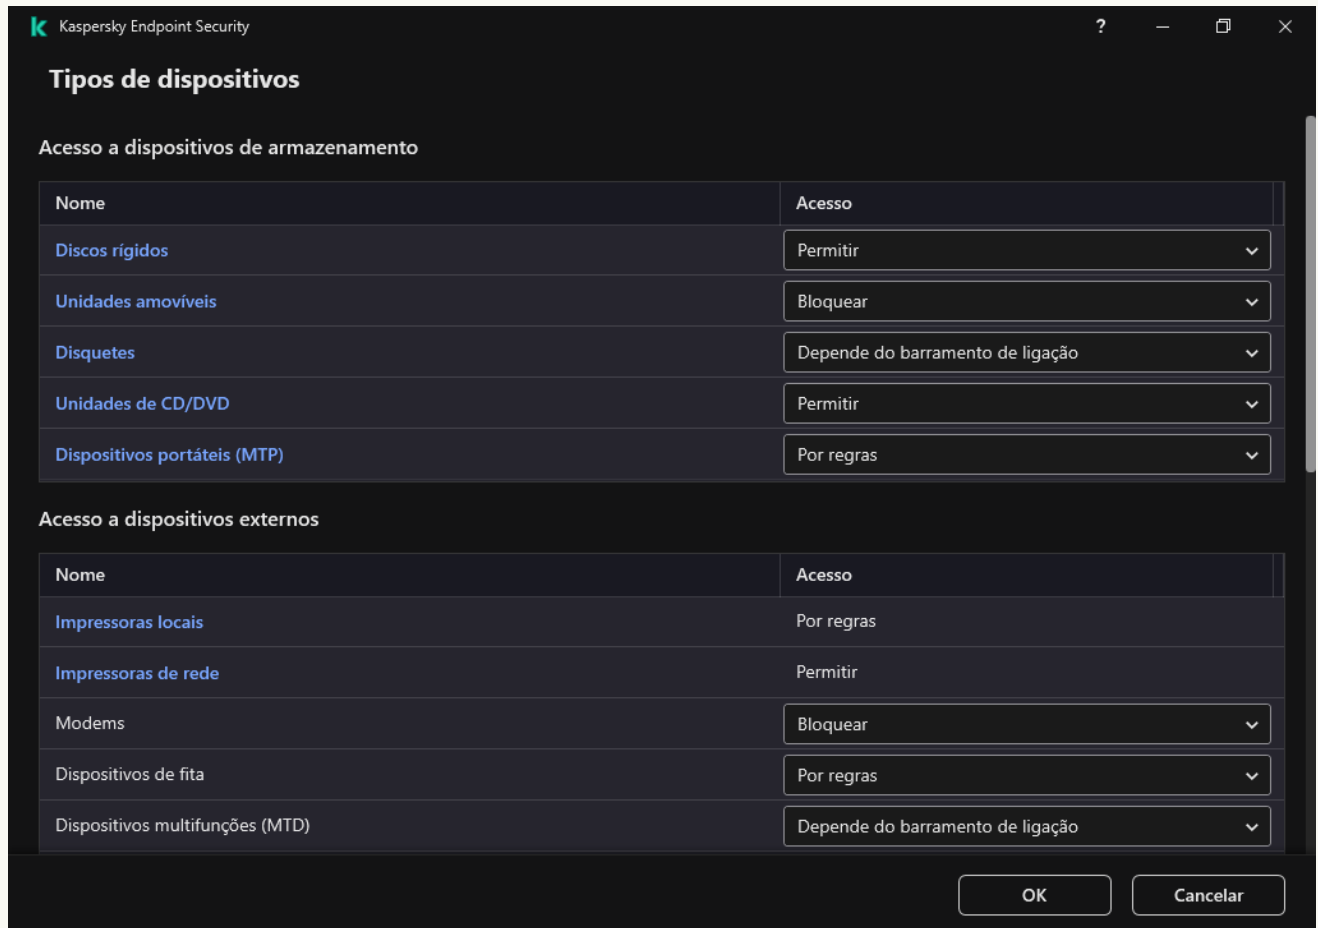 Kaspersky Endpoint Security
?
Tipos de dispositivos
Acesso a dispositivos de armazenamento
Nome Acesso
Discos rígidos Permitir
Unidades amovíveis Bloquear
Disquetes Depende do barramento de ligação
Unidades de CD/DVD Permitir
Dispositivos portáteis (MTP) Por regras
Acesso a dispositivos externos
Nome Acesso
Impressoras locais Por regras
Impressoras de rede Permitir
Modems Bloquear
Dispositivos de fita Por regras
Dispositivos multifunções (MTD) Depende do barramento de ligação
OK Cancelar